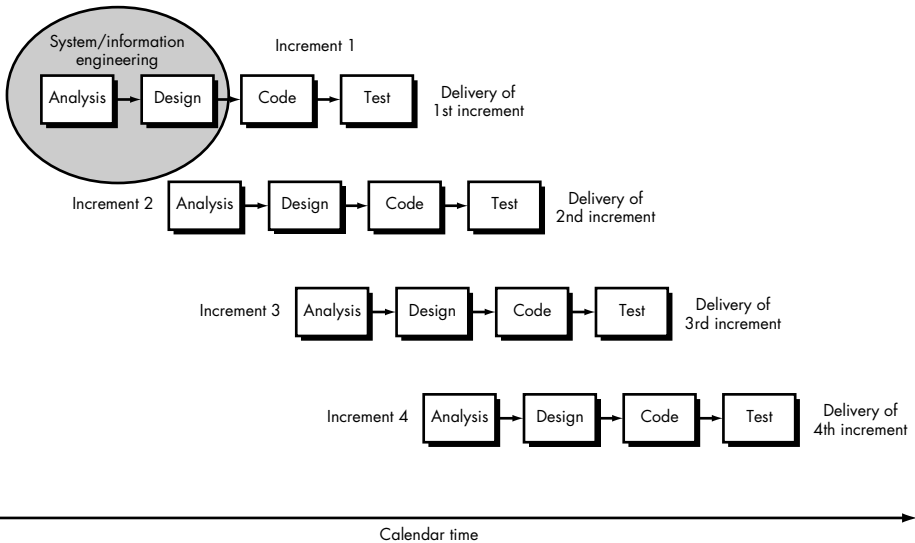 System/information
engineering
Increment 1
Analysis
Design
Code
Test
Delivery of
1st increment
Increment 2
Analysis
Design
Code
Test
Delivery of
2nd increment
Increment 3
Analysis
Design
Code
Test
Delivery of
3rd increment
Increment 4
Analysis
Design
Code
Test
Delivery of
4th increment
Calendar time